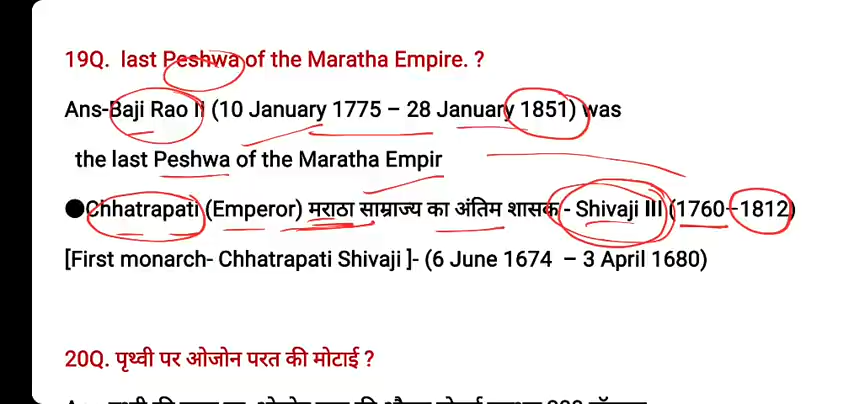 19Q. last Peshwa of the Maratha Empire. ?
Ans-Baji Rao II (10 January 1775 – 28 January 1851) was
the last Peshwa of the Maratha Empir
●Chhatrapati (Emperor) मराठा साम्राज्य का अंतिम शासक - Shivaji III (1760–1812)
[First monarch- Chhatrapati Shivaji ]- (6 June 1674 – 3 April 1680)
20Q. पृथ्वी पर ओजोन परत की मोटाई ?